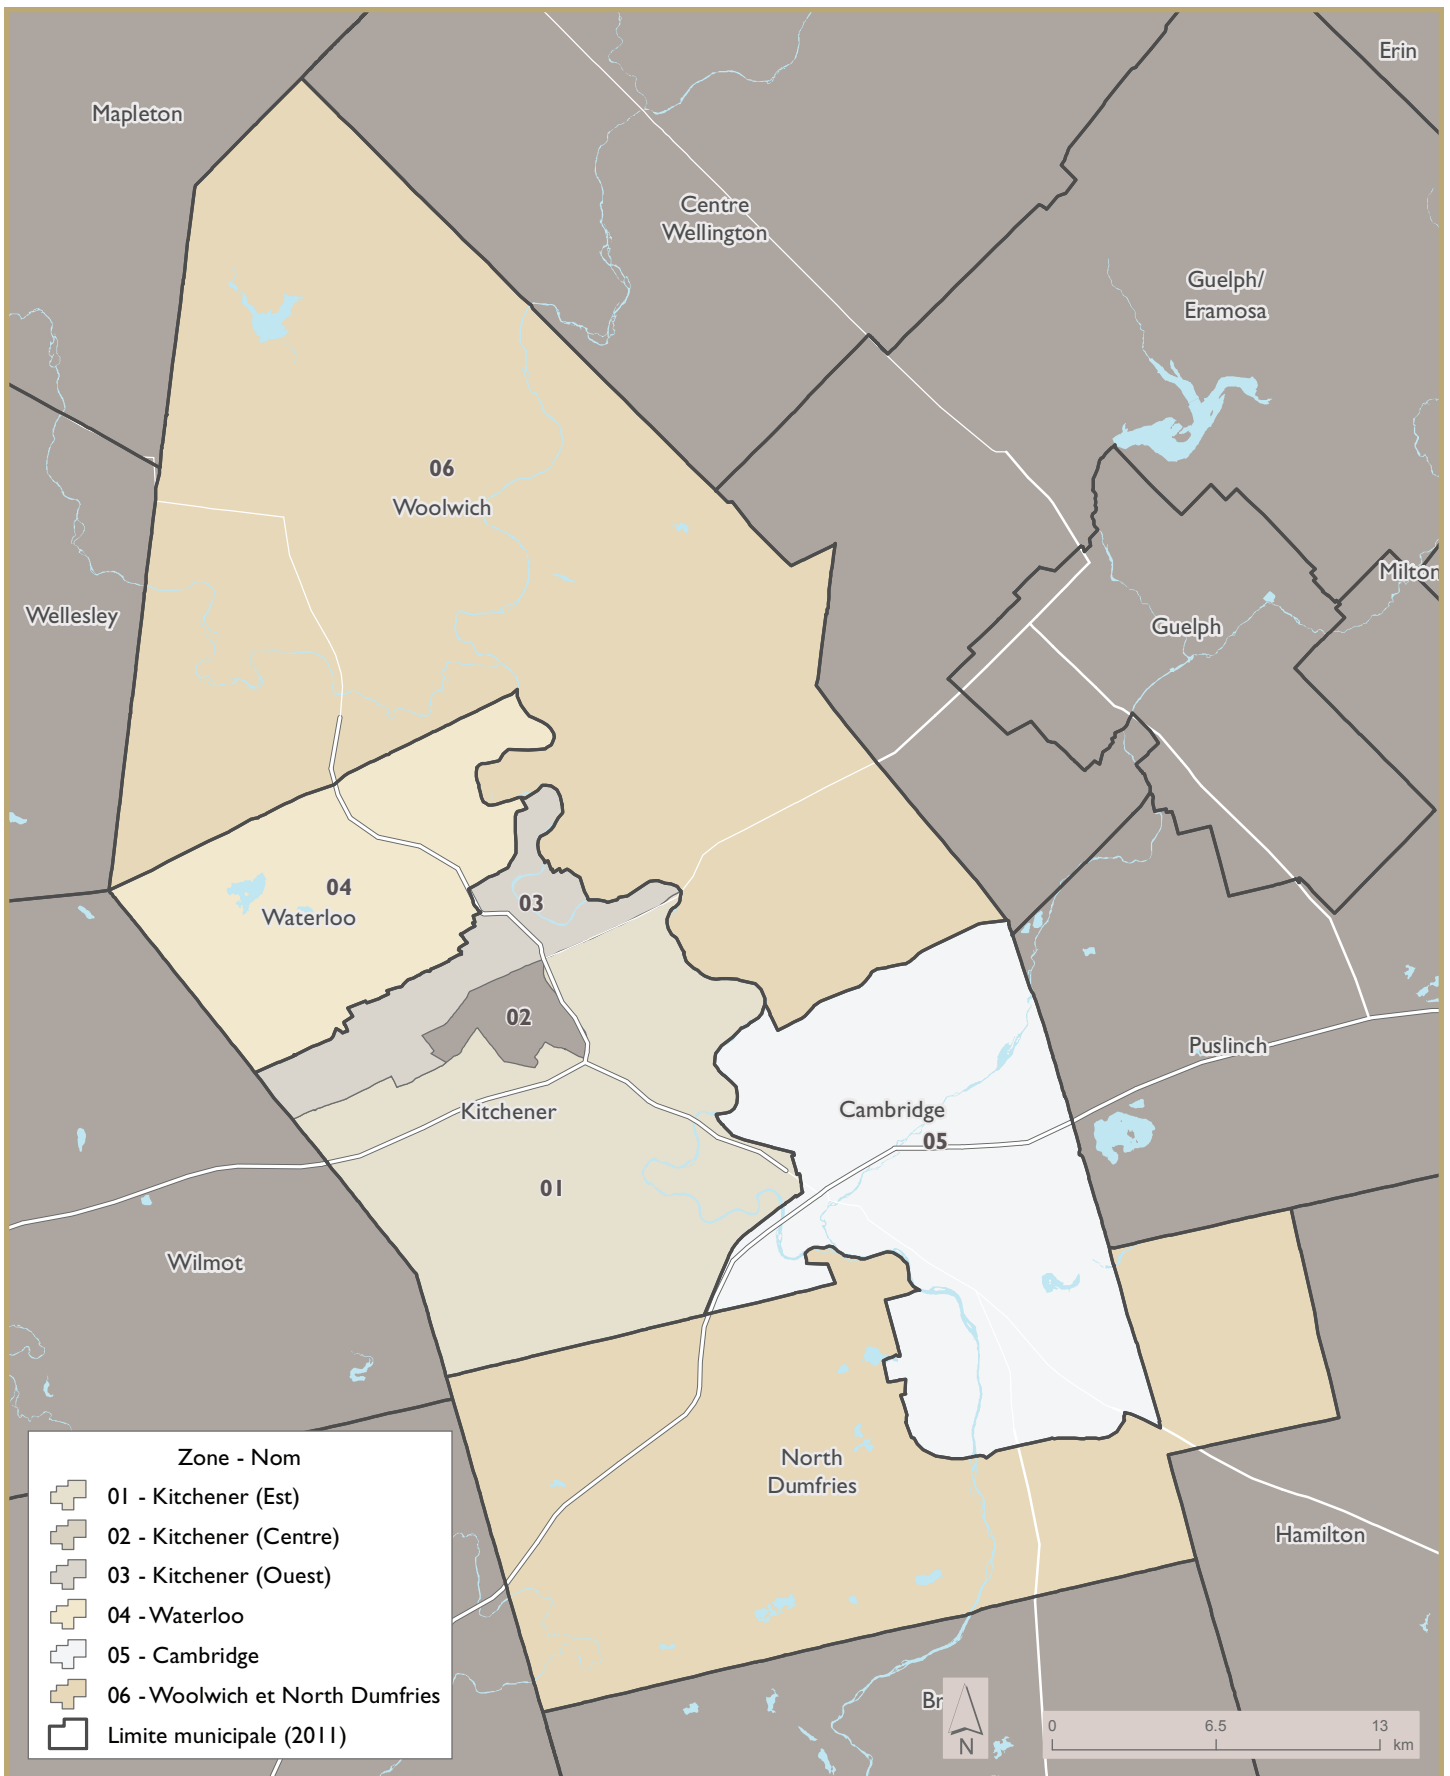 Erin
Mapleton
Centre
Wellington
Guelph/
Eramosa
06
Woolwich
Milton
Wellesley
Guelph
04
Waterloo
03
02
Puslinch
Kitchener
Cambridge
05
01
Wilmot
North
Dumfries
Hamilton
Zone - Nom
01 - Kitchener (Est)
02 - Kitchener (Centre)
03 - Kitchener (Ouest)
04 - Waterloo
05 - Cambridge
06 - Woolwich et North Dumfries
Limite municipale (2011)
Br
N
0 6.5 13
km